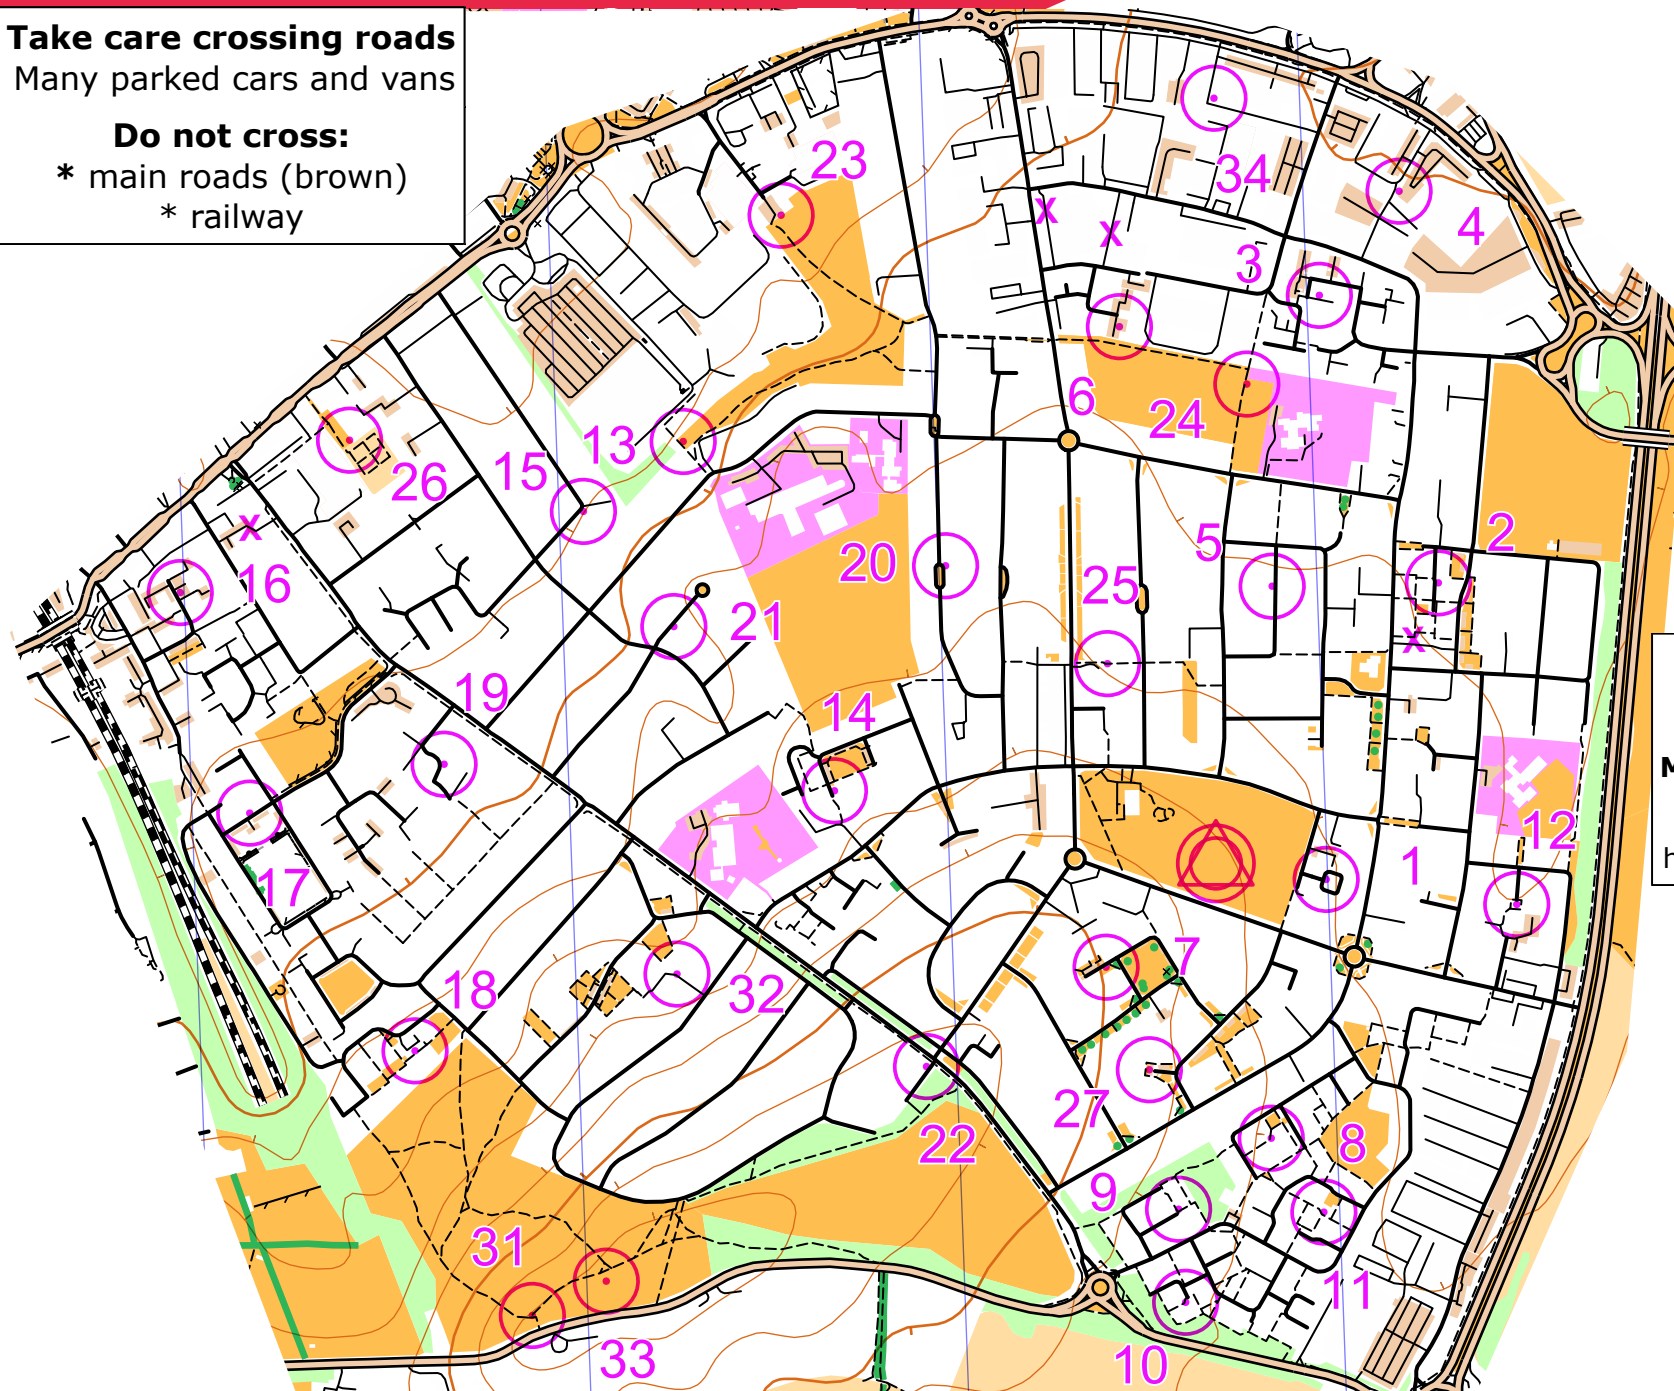 Take care crossing roads
Many parked cars and vans
Do not cross:
* main roads (brown)
* railway
23
34
4
3
x
x
6
24
13
15
26
2
5
20
25
x
16
21
x
19
14
12
1
17
7
18
32
27
22
8
9
31
11
33
10
M
h